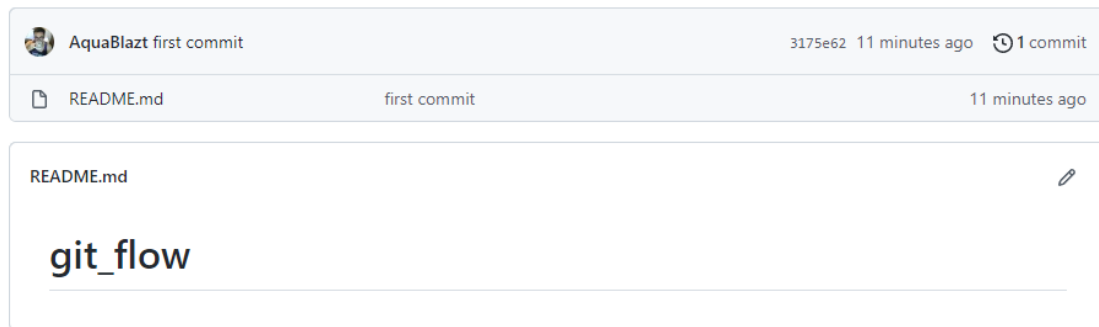 AquaBlazt first commit 3175e62 11 minutes ago 1 commit
README.md first commit 11 minutes ago
README.md
git_flow